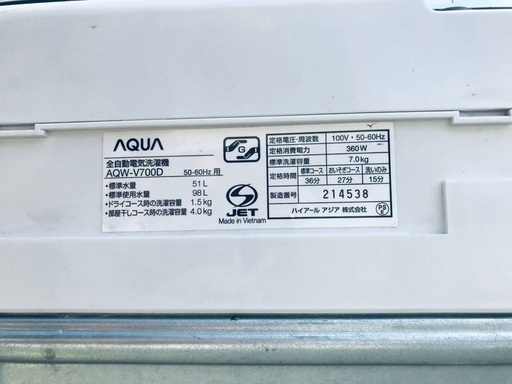 AQUA
全自動電気洗濯機
AQW-V700D 50-60Hz 用
・標準水量 51L
・標準使用水量 98L
・ドライコース時の洗濯容量 1.5kg
・部屋干しコース時の洗濯容量 4.0kg
G
JET
Made in Vietnam
定格電圧・周波数 100V・50-60Hz
定格消費電力 360W
標準洗濯容量 7.0kg
定格時間 標準コース おいそぎコース 洗いのみ
36分 27分 15分
製造番号 214538
ハイアール アジア 株式会社
PS
E